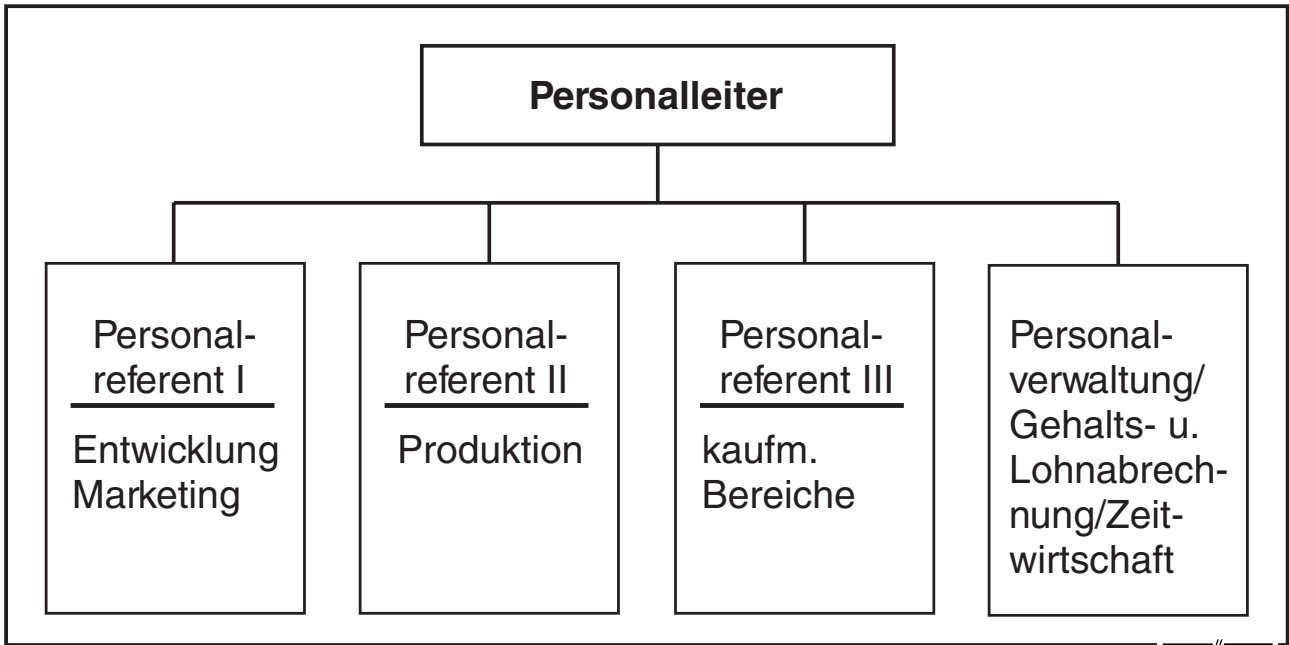 Personalleiter
Personal-
referent I
Entwicklung
Marketing
Personal-
referent II
Produktion
Personal-
referent III
kaufm.
Bereiche
Personal-
verwaltung/
Gehalts- u.
Lohnabrech-
nung/Zeit-
wirtschaft